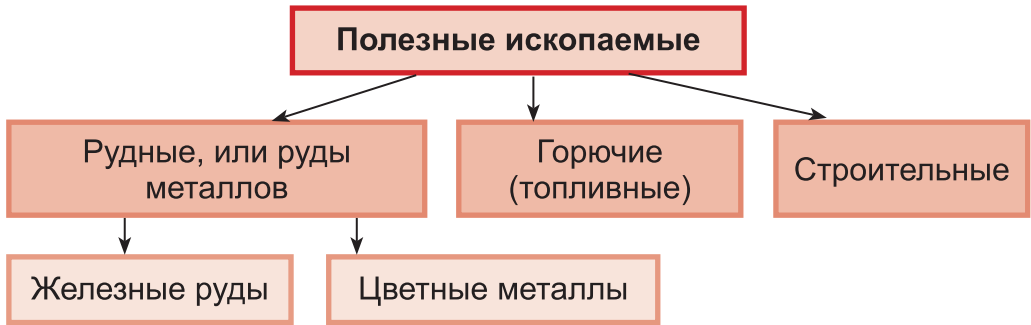 Полезные ископаемые
Рудные, или руды
металлов
Горючие
(топливные)
Строительные
Железные руды
Цветные металлы